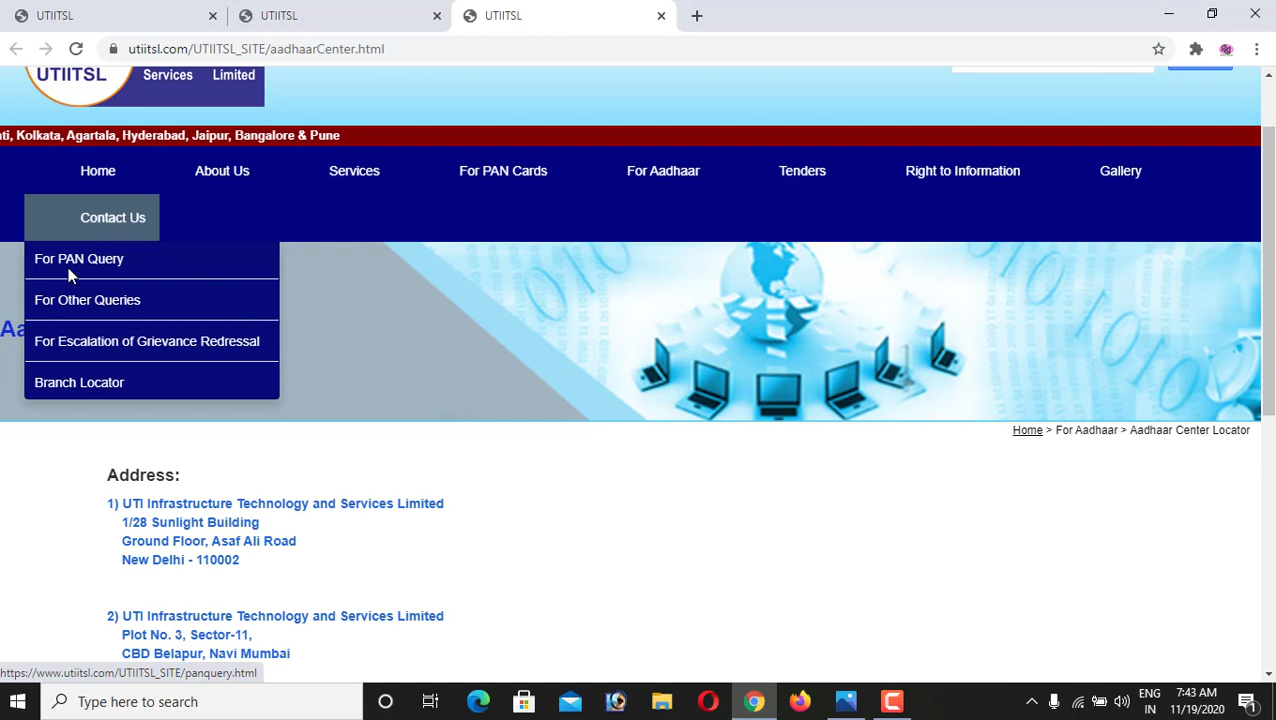 UTIITSL
UTIITSL
UTIITSL
utiitsl.com/UTIITSL_SITE/aadhaarCenter.html
UTIITSL Services Limited
ti, Kolkata, Agartala, Hyderabad, Jaipur, Bangalore & Pune
Home About Us Services For PAN Cards For Aadhaar Tenders Right to Information Gallery
Contact Us
For PAN Query
For Other Queries
Aa
For Escalation of Grievance Redressal
Branch Locator
Home > For Aadhaar > Aadhaar Center Locator
Address:
1) UTI Infrastructure Technology and Services Limited
1/28 Sunlight Building
Ground Floor, Asaf Ali Road
New Delhi - 110002
2) UTI Infrastructure Technology and Services Limited
Plot No. 3, Sector-11,
CBD Belapur, Navi Mumbai
https://www.utiitsl.com/UTIITSL_SITE/panquery.html
Type here to search
ENG
IN
7:43 AM
11/19/2020
1